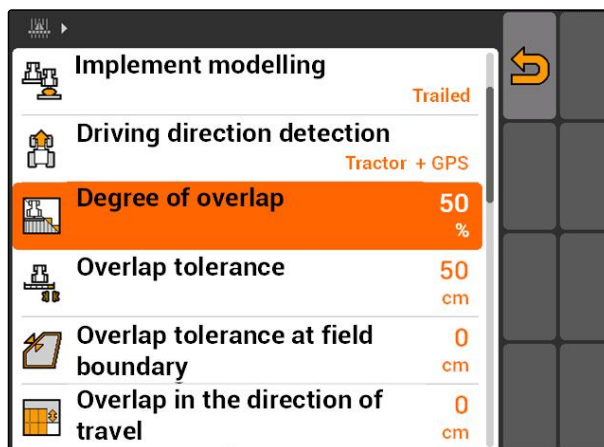 Implement modelling
Trailed
Driving direction detection
Tractor + GPS
Degree of overlap
50
%
Overlap tolerance
50
cm
Overlap tolerance at field
boundary
0
cm
Overlap in the direction of
travel
0
cm